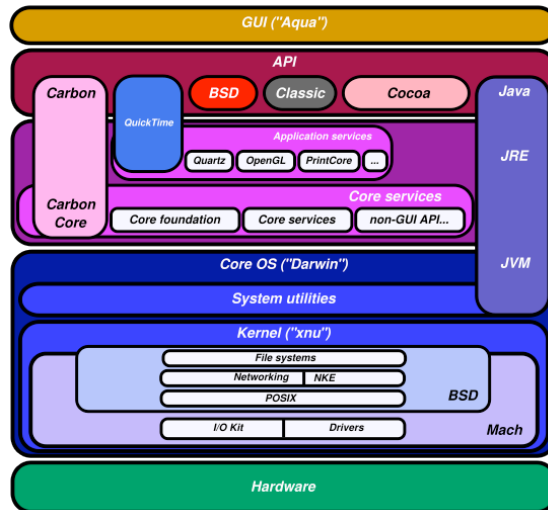 GUI ("Aqua")
API
Carbon
QuickTime
BSD
Classic
Cocoa
Java
Application services
Quartz
OpenGL
PrintCore
...
JRE
Core services
Carbon
Core
Core foundation
Core services
non-GUI API...
Core OS ("Darwin")
JVM
System utilities
Kernel ("xnu")
File systems
Networking
NKE
POSIX
BSD
I/O Kit
Drivers
Mach
Hardware